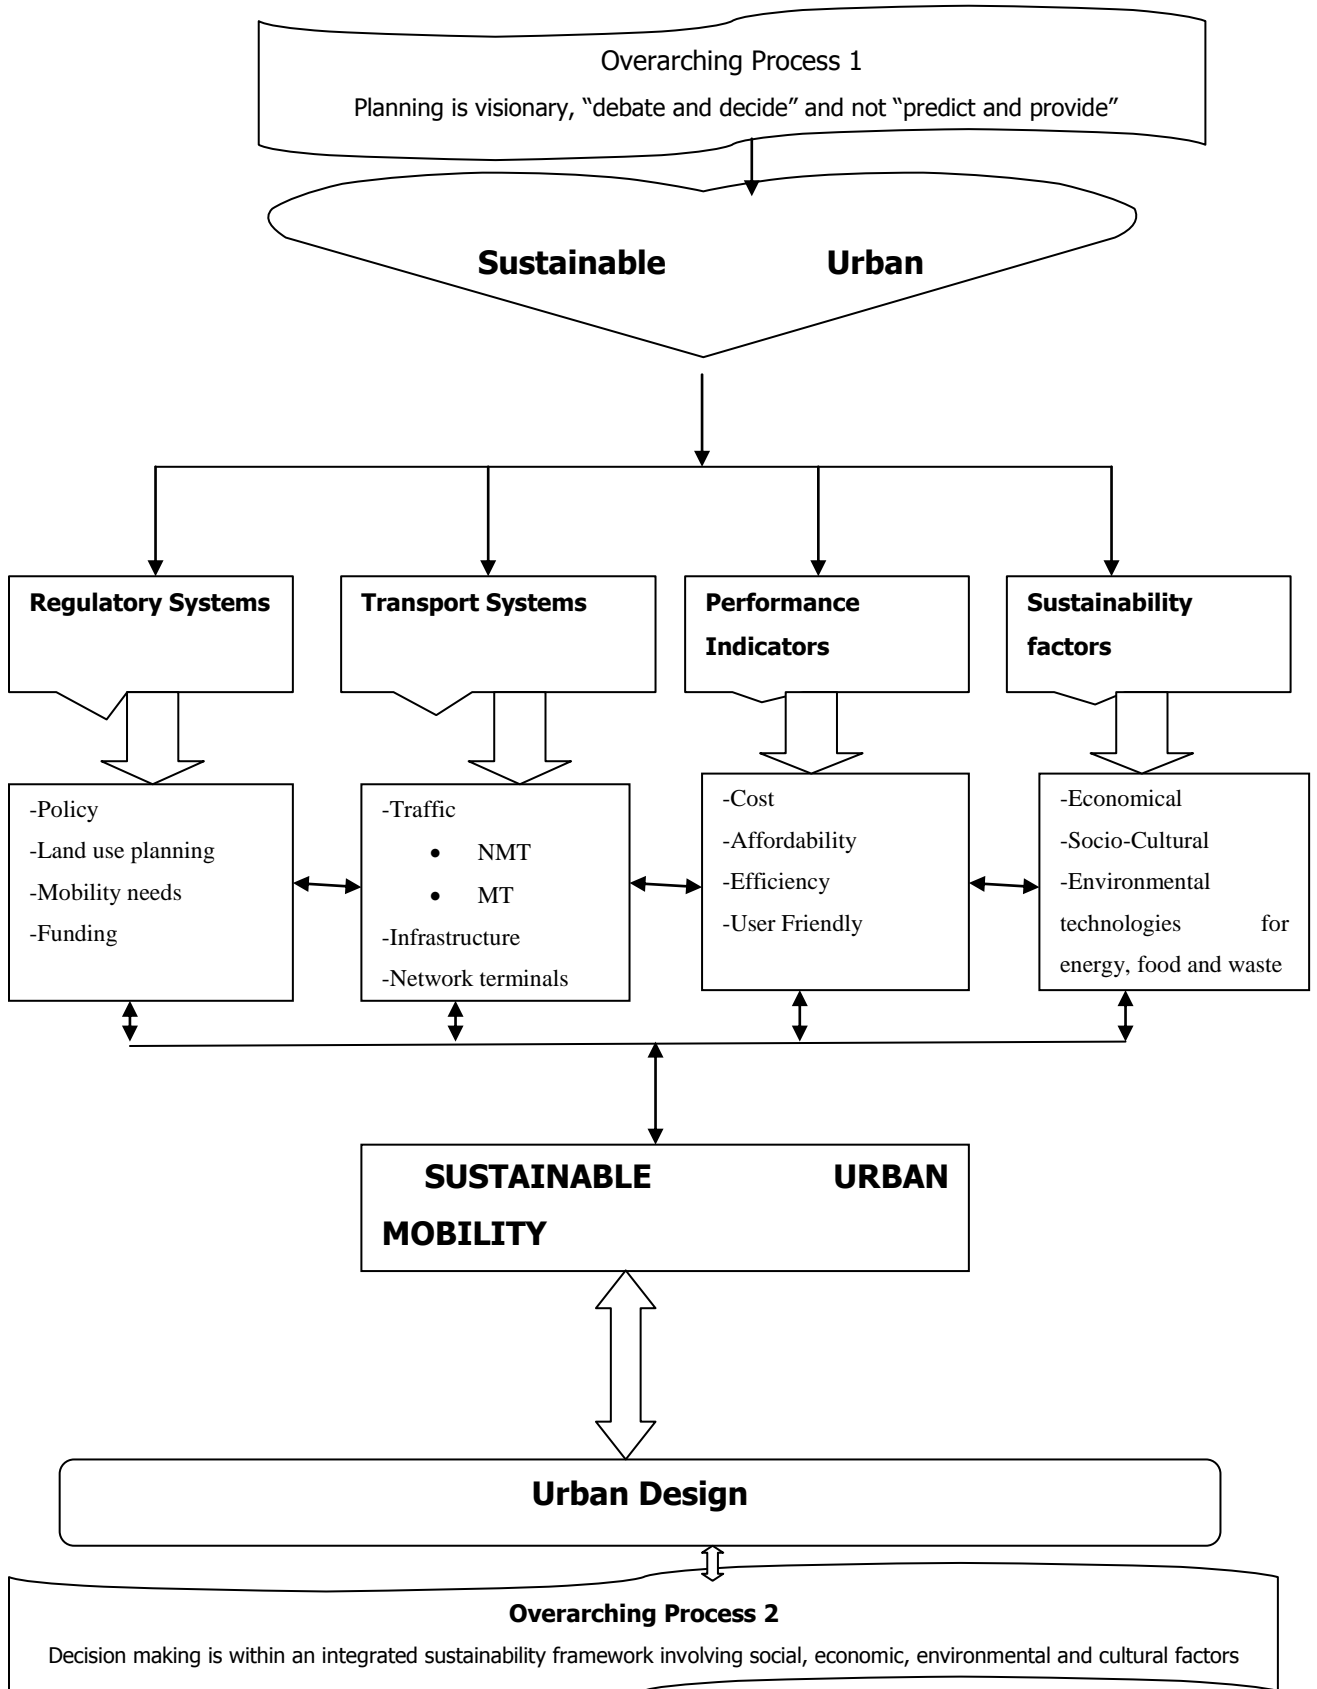 Overarching Process 1
Planning is visionary, “debate and decide” and not “predict and provide”
Sustainable Urban
Regulatory Systems
Transport Systems
Performance
Indicators
Sustainability
factors
-Policy
-Land use planning
-Mobility needs
-Funding
-Traffic
• NMT
• MT
-Infrastructure
-Network terminals
-Cost
-Affordability
-Efficiency
-User Friendly
-Economical
-Socio-Cultural
-Environmental
technologies for
energy, food and waste
SUSTAINABLE URBAN
MOBILITY
Urban Design
Overarching Process 2
Decision making is within an integrated sustainability framework involving social, economic, environmental and cultural factors